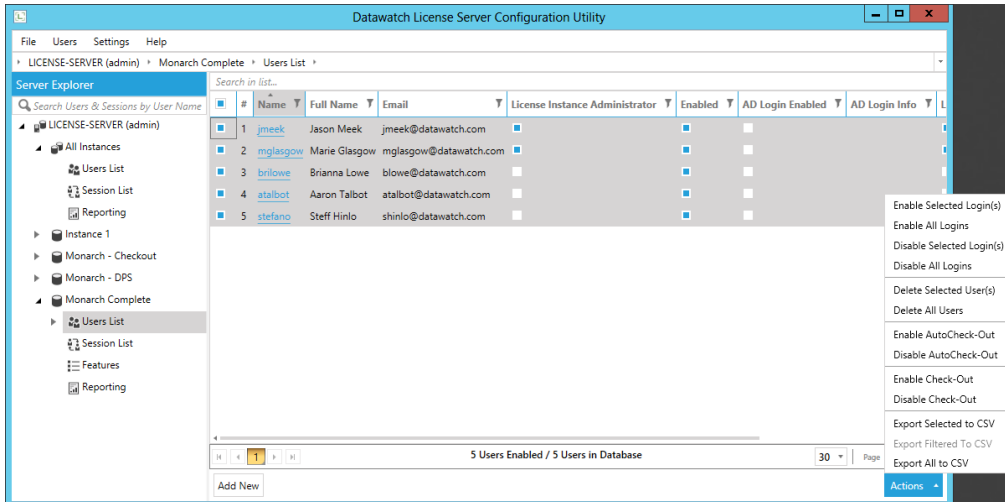 Datawatch License Server Configuration Utility
File Users Settings Help
LICENSE-SERVER (admin) Monarch Complete Users List
Server Explorer
Search Users & Sessions by User Name
LICENSE-SERVER (admin)
All Instances
Users List
Session List
Reporting
Instance 1
Monarch - Checkout
Monarch - DPS
Monarch Complete
Users List
Session List
Features
Reporting
Search in list...
# Name Full Name Email License Instance Administrator Enabled AD Login Enabled AD Login Info L
1 jmeek Jason Meek jmeek@datawatch.com
2 mglasgow Marie Glasgow mglasgow@datawatch.com
3 brilowe Brianna Lowe blowe@datawatch.com
4 atalbot Aaron Talbot atalbot@datawatch.com
5 stefano Steff Hinlo shinlo@datawatch.com
Enable Selected Login(s)
Enable All Logins
Disable Selected Login(s)
Disable All Logins
Delete Selected User(s)
Delete All Users
Enable AutoCheck-Out
Disable AutoCheck-Out
Enable Check-Out
Disable Check-Out
Export Selected to CSV
Export Filtered To CSV
Export All to CSV
1 5 Users Enabled / 5 Users in Database 30 Page
Add New Actions